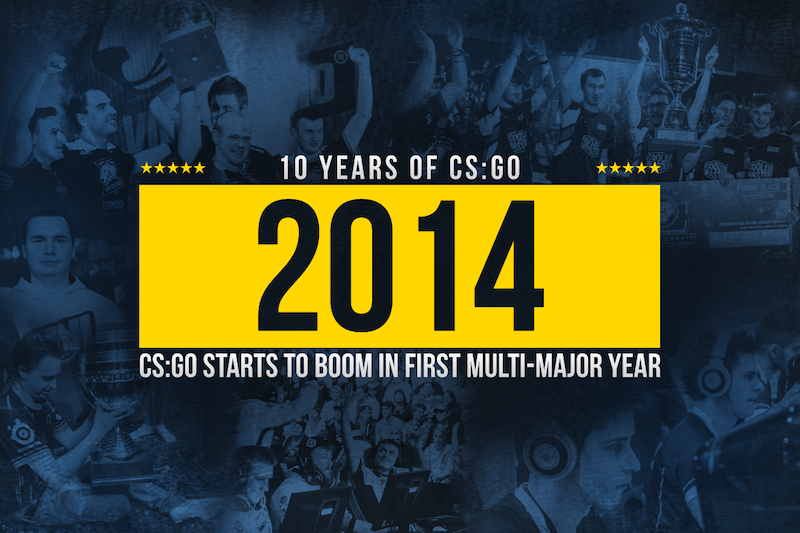 10 YEARS OF CS:GO
2014
CS:GO STARTS TO BOOM IN FIRST MULTI-MAJOR YEAR